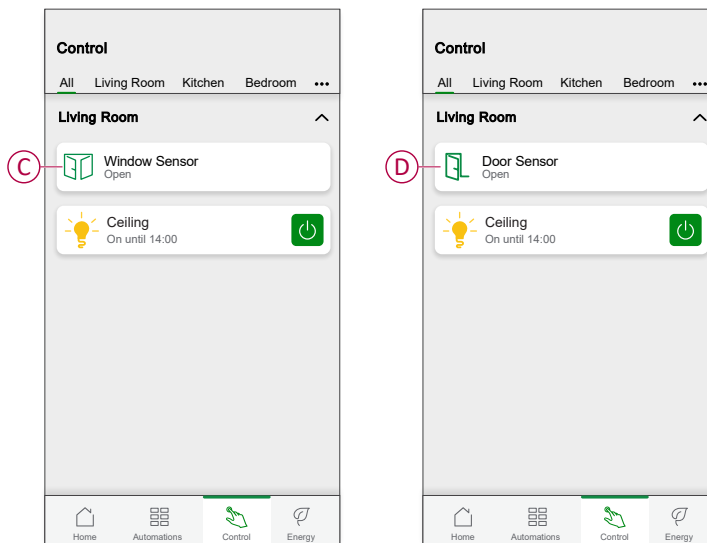 Control
All Living Room Kitchen Bedroom •••
Living Room
C
Window Sensor
Open
Ceiling
On until 14:00
Home Automations Control Energy
Control
All Living Room Kitchen Bedroom •••
Living Room
D
Door Sensor
Open
Ceiling
On until 14:00
Home Automations Control Energy